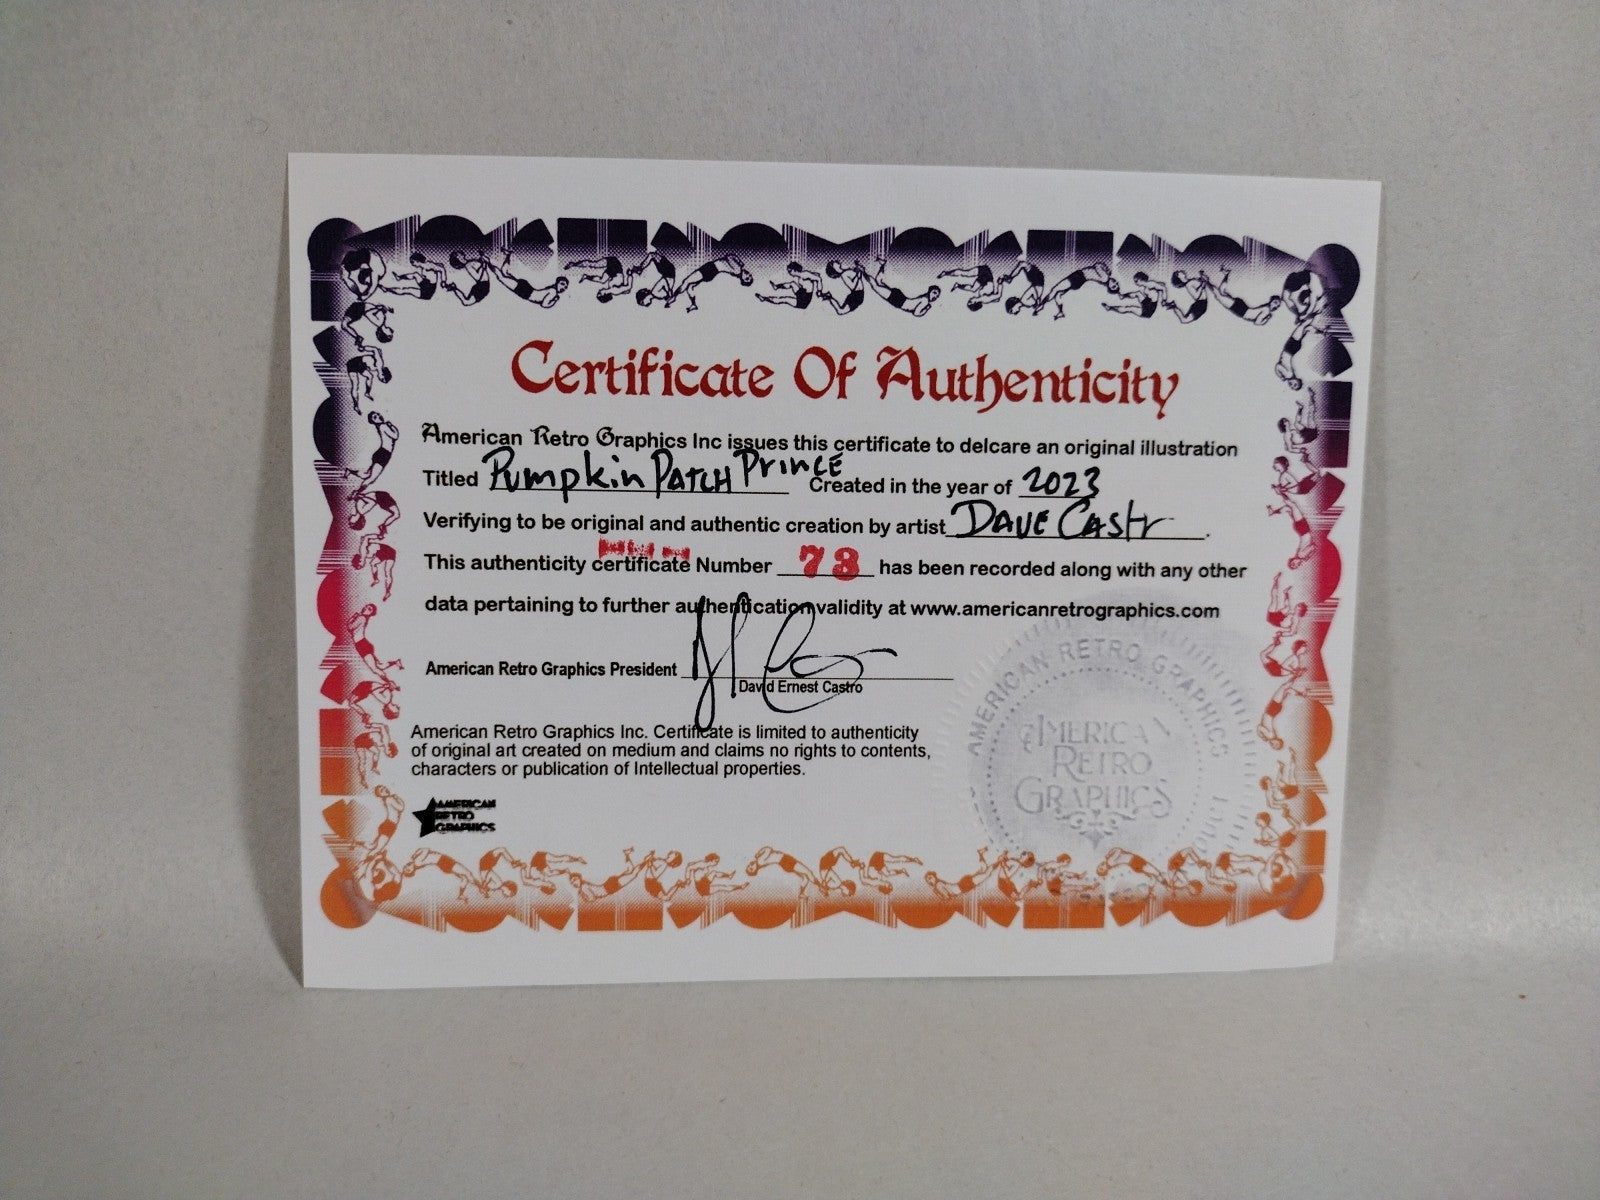 Certificate Of Authenticity
American Retro Graphics Inc issues this certificate to delcare an original illustration
Titled Pumpkin PATCH PrincE Created in the year of 2023
Verifying to be original and authentic creation by artist DAVE CAStr.
This authenticity certificate Number 73 has been recorded along with any other
data pertaining to further authentication validity at www.americanretrographics.com
American Retro Graphics President
David Ernest Castro
American Retro Graphics Inc. Certificate is limited to authenticity
of original art created on medium and claims no rights to contents,
characters or publication of Intellectual properties.
AMERICAN
RETRO
GRAPHICS
AMERICAN RETRO GRAPHICS
AMERICAN
RETRO
GRAPHICS